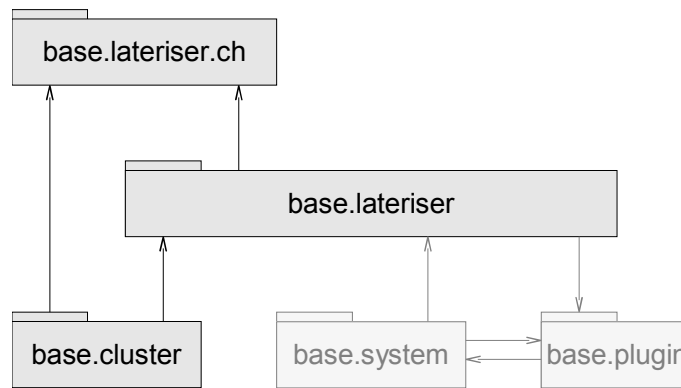 base.lateriser.ch
base.lateriser
base.cluster
base.system
base.plugin